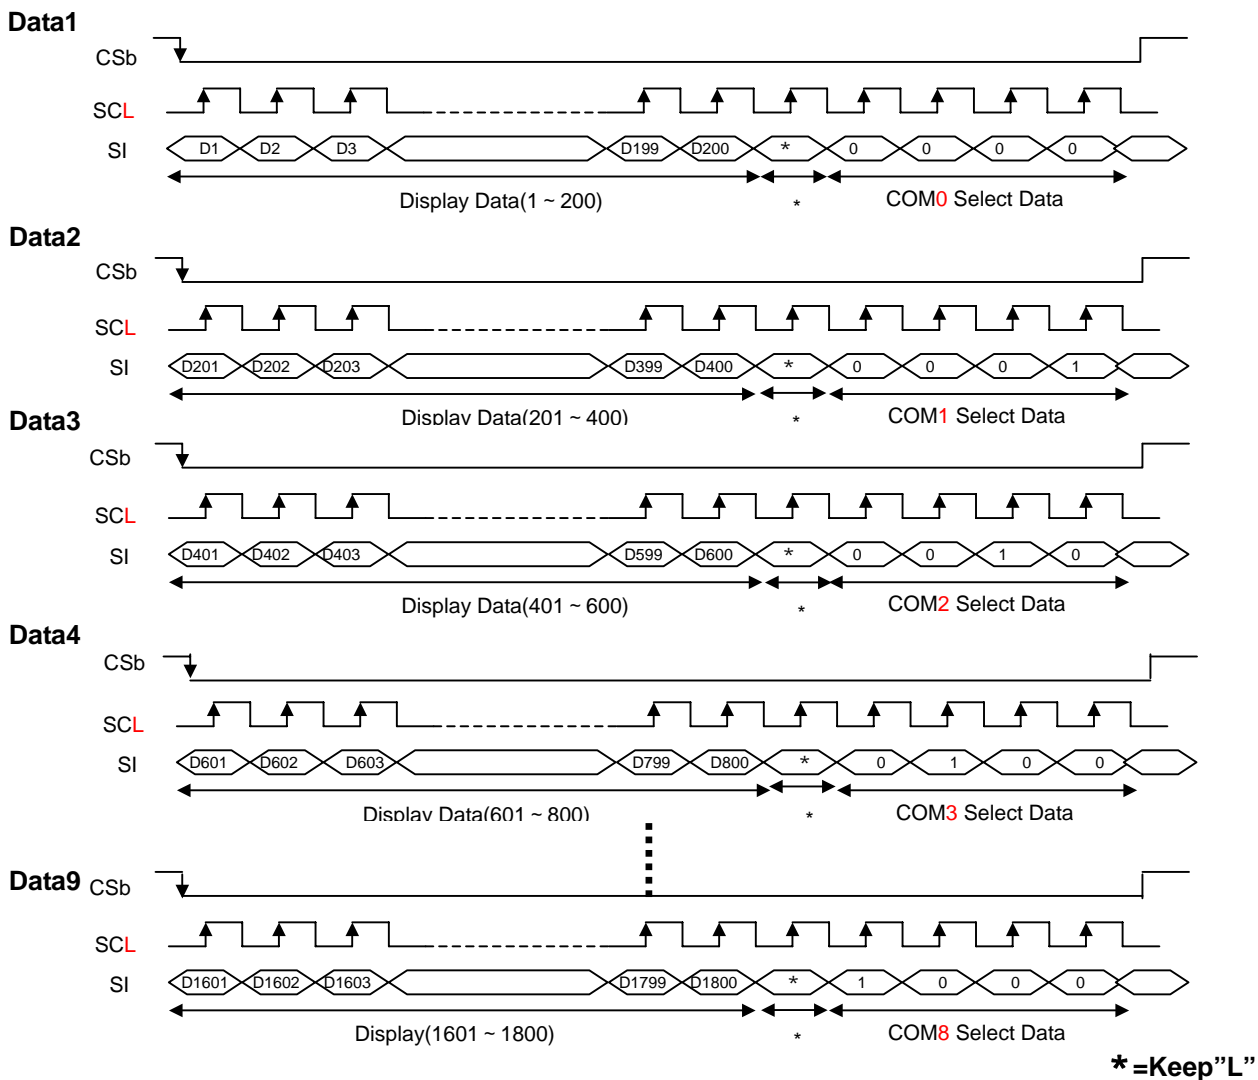 Data1
CSb
SCL
SI D1 D2 D3 D199 D200 * 0 0 0 0
Display Data(1 ~ 200) * COM0 Select Data
Data2
CSb
SCL
SI D201 D202 D203 D399 D400 * 0 0 0 1
Display Data(201 ~ 400) * COM1 Select Data
Data3
CSb
SCL
SI D401 D402 D403 D599 D600 * 0 0 1 0
Display Data(401 ~ 600) * COM2 Select Data
Data4
CSb
SCL
SI D601 D602 D603 D799 D800 * 0 1 0 0
Display Data(601 ~ 800) * COM3 Select Data
Data9
CSb
SCL
SI D1601 D1602 D1603 D1799 D1800 * 1 0 0 0
Display(1601 ~ 1800) * COM8 Select Data
*=Keep"L"